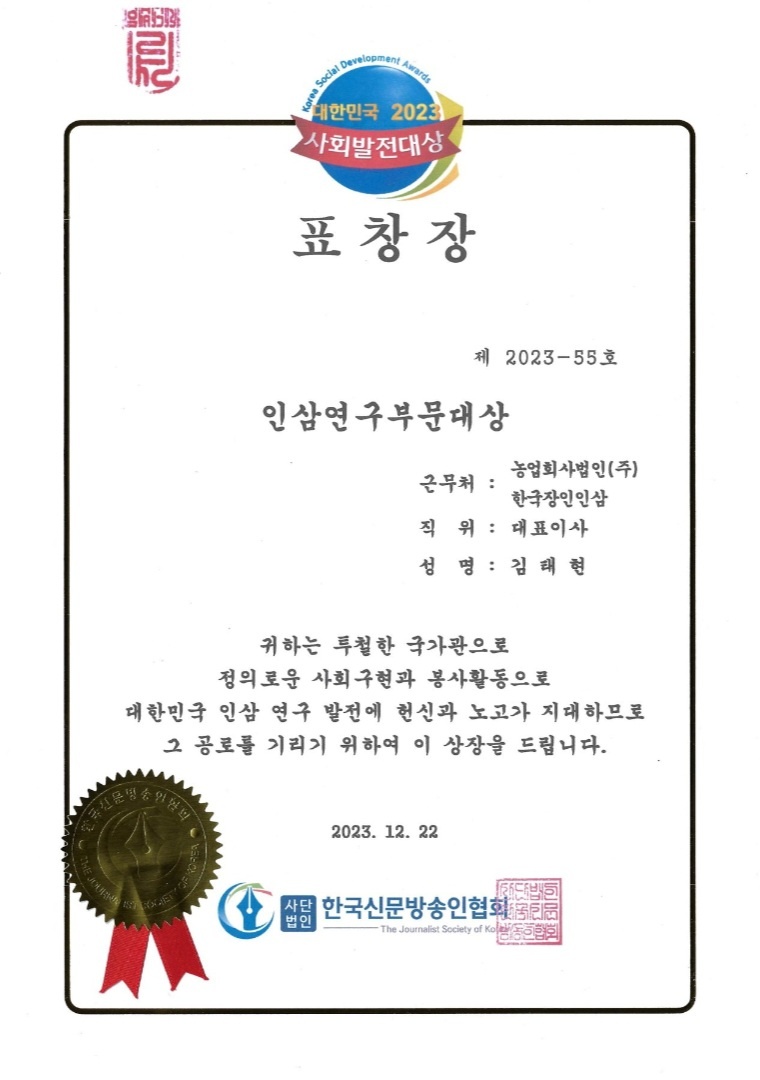 Korea Social Development Awards
대한민국 2023
사회발전대상
표창장
제 2023-55호
인삼연구부문대상
근무처 : 농업회사법인(주)
한국장인인삼
직 위 : 대표이사
성 명 : 김태현
귀하는 투철한 국가관으로
정의로운 사회구현과 봉사활동으로
대한민국 인삼 연구 발전에 헌신과 노고가 지대하므로
그 공로를 기리기 위하여 이 상장을 드립니다.
2023. 12. 22
한국신문방송인협회
THE JOURNALIST SOCIETY OF KOREA
사단법인 한국신문방송인협회
The Journalist Society of